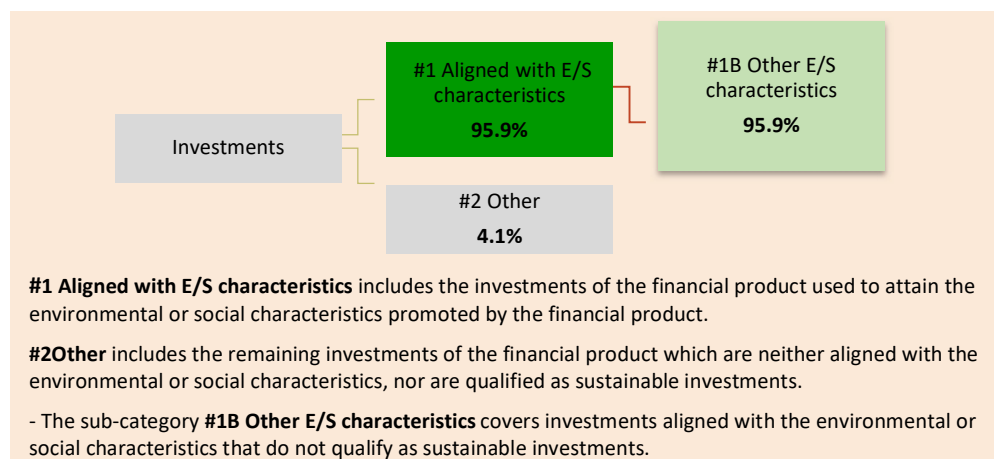 #1 Aligned with E/S
characteristics
95.9%
#1B Other E/S
characteristics
95.9%
Investments
#2 Other
4.1%
#1 Aligned with E/S characteristics includes the investments of the financial product used to attain the
environmental or social characteristics promoted by the financial product.
#2Other includes the remaining investments of the financial product which are neither aligned with the
environmental or social characteristics, nor are qualified as sustainable investments.
- The sub-category #1B Other E/S characteristics covers investments aligned with the environmental or
social characteristics that do not qualify as sustainable investments.